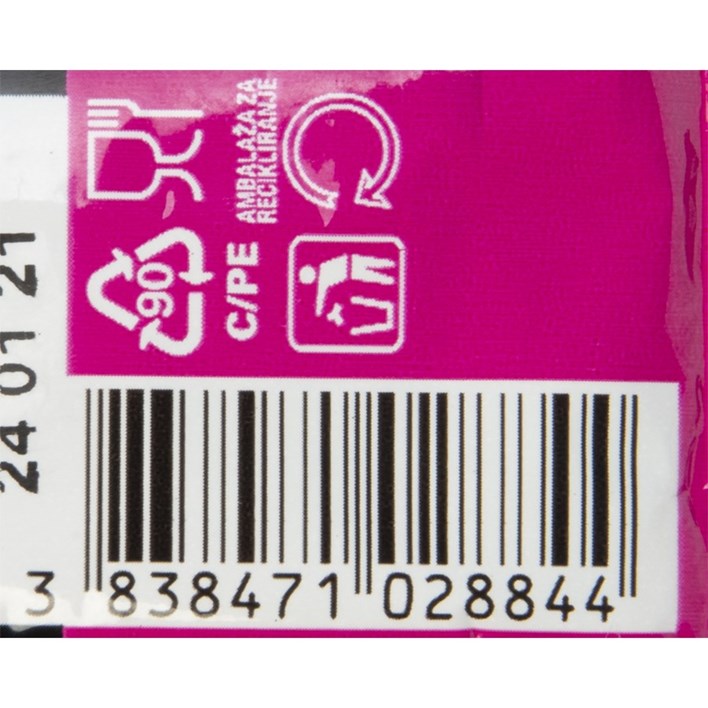 AMBALAŽA ZA
RECIKLIRANJE
90
C/PE
24 01 21
3 838471 028844